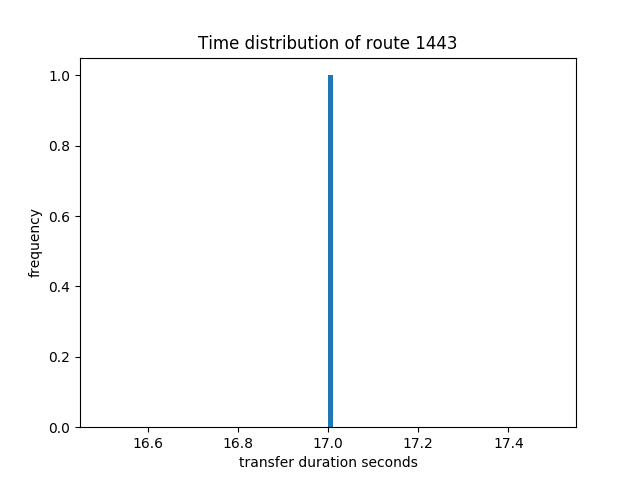 Time distribution of route 1443
1.0
0.8
0.6
0.4
0.2
0.0
frequency
16.6 16.8 17.0 17.2 17.4
transfer duration seconds